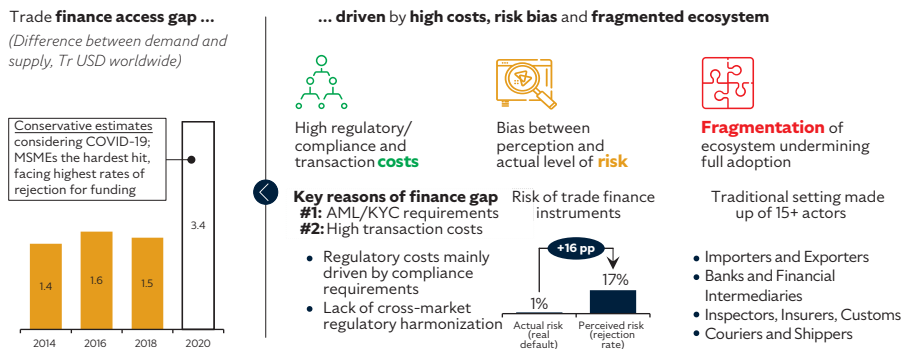 Trade finance access gap ...
(Difference between demand and
supply, Tr USD worldwide)
Conservative estimates
considering COVID-19;
MSMEs the hardest hit,
facing highest rates of
rejection for funding
1.4
1.6
1.5
3.4
2014
2016
2018
2020
... driven by high costs, risk bias and fragmented ecosystem
High regulatory/
compliance and
transaction costs
Key reasons of finance gap
#1: AML/KYC requirements
#2: High transaction costs
• Regulatory costs mainly
driven by compliance
requirements
• Lack of cross-market
regulatory harmonization
Bias between
perception and
actual level of risk
Risk of trade finance
instruments
+16 pp
1%
17%
Actual risk
(real
default)
Perceived risk
(rejection
rate)
Fragmentation of
ecosystem undermining
full adoption
Traditional setting made
up of 15+ actors
• Importers and Exporters
• Banks and Financial
Intermediaries
• Inspectors, Insurers, Customs
• Couriers and Shippers